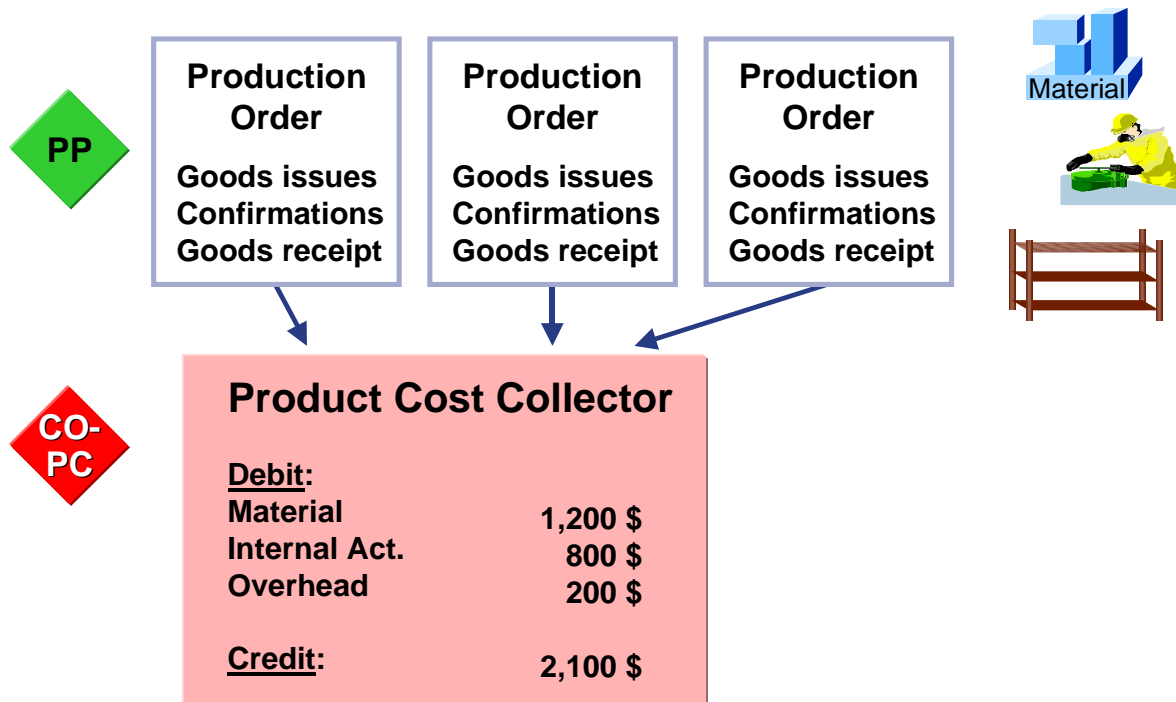 PP
Production
Order
Goods issues
Confirmations
Goods receipt
Production
Order
Goods issues
Confirmations
Goods receipt
Production
Order
Goods issues
Confirmations
Goods receipt
Material
CO-
PC
Product Cost Collector
Debit:
Material 1,200 $
Internal Act. 800 $
Overhead 200 $
Credit: 2,100 $